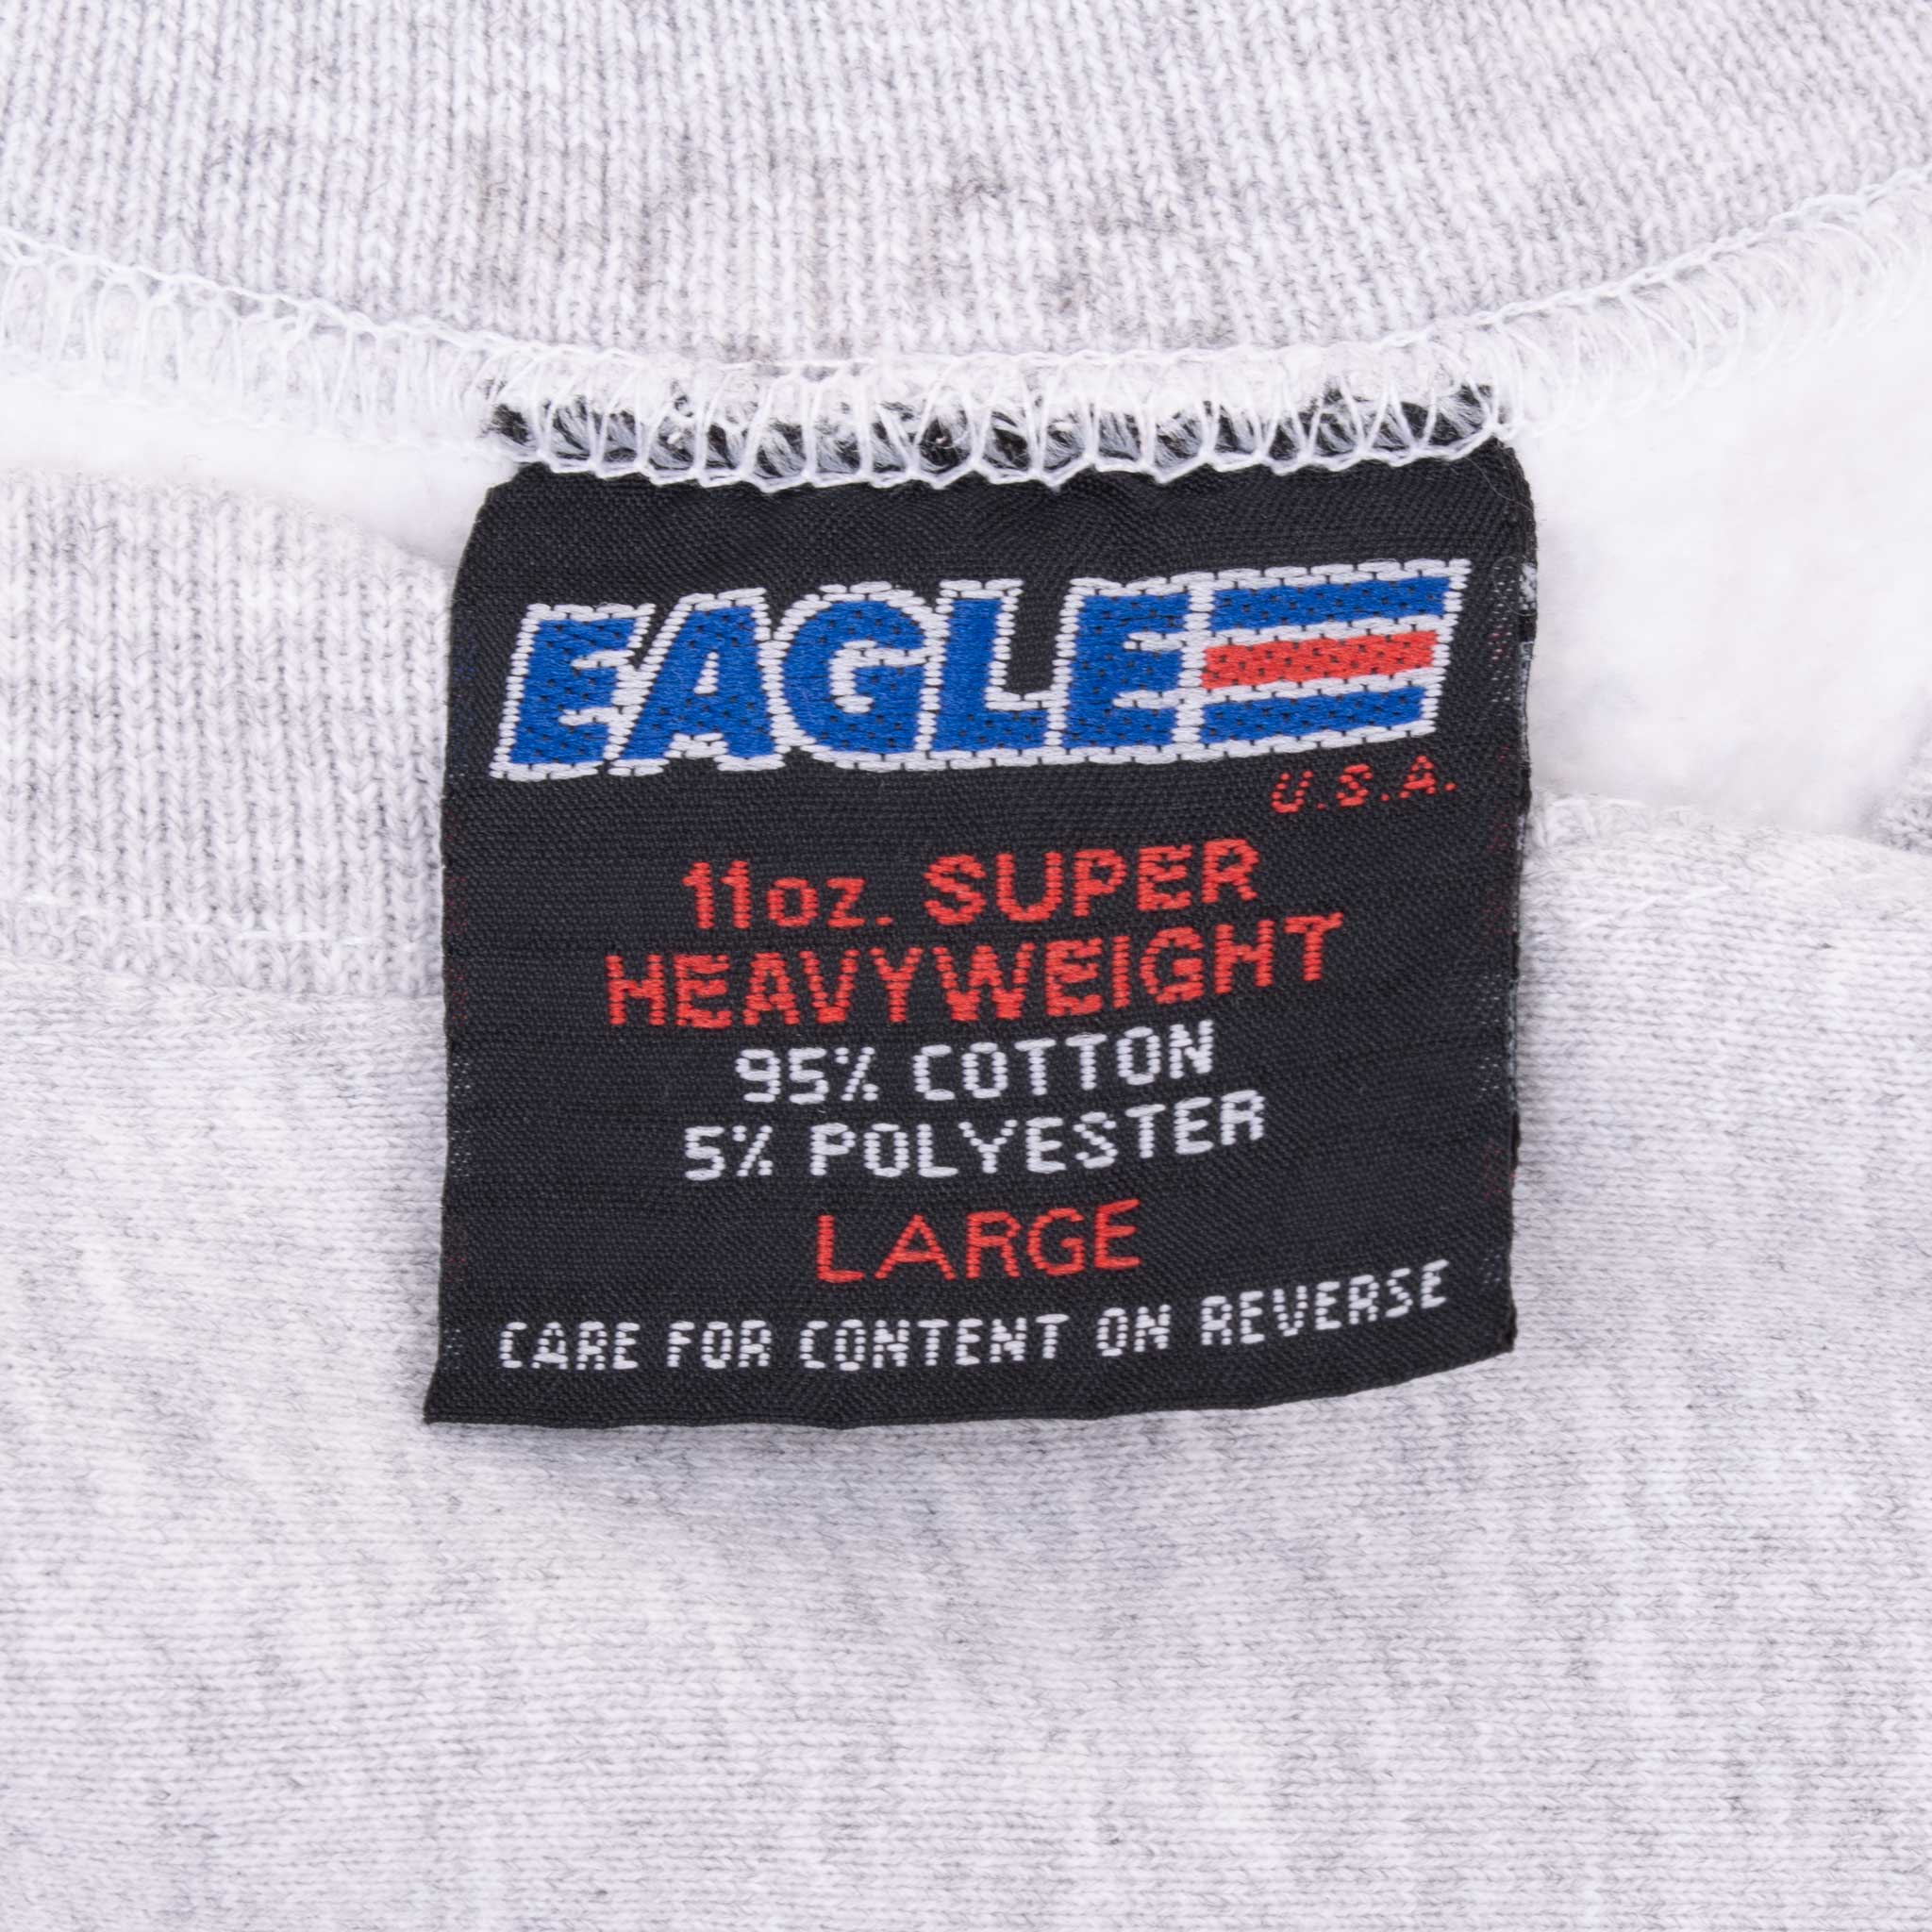 EAGLE
U.S.A.
11oz. SUPER
HEAVYWEIGHT
95% COTTON
5% POLYESTER
LARGE
CARE FOR CONTENT ON REVERSE